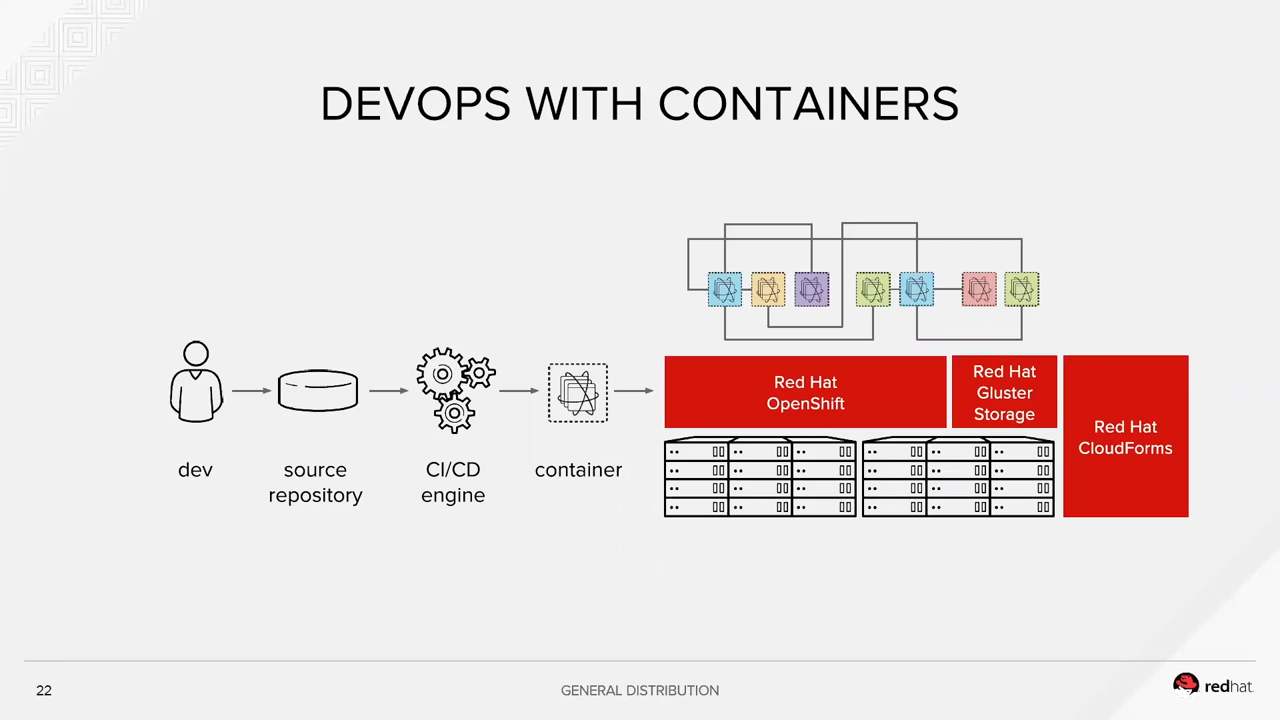 DEVOPS WITH CONTAINERS
dev
source
repository
CI/CD
engine
container
Red Hat
OpenShift
Red Hat
Gluster
Storage
Red Hat
CloudForms
22
GENERAL DISTRIBUTION
redhat.